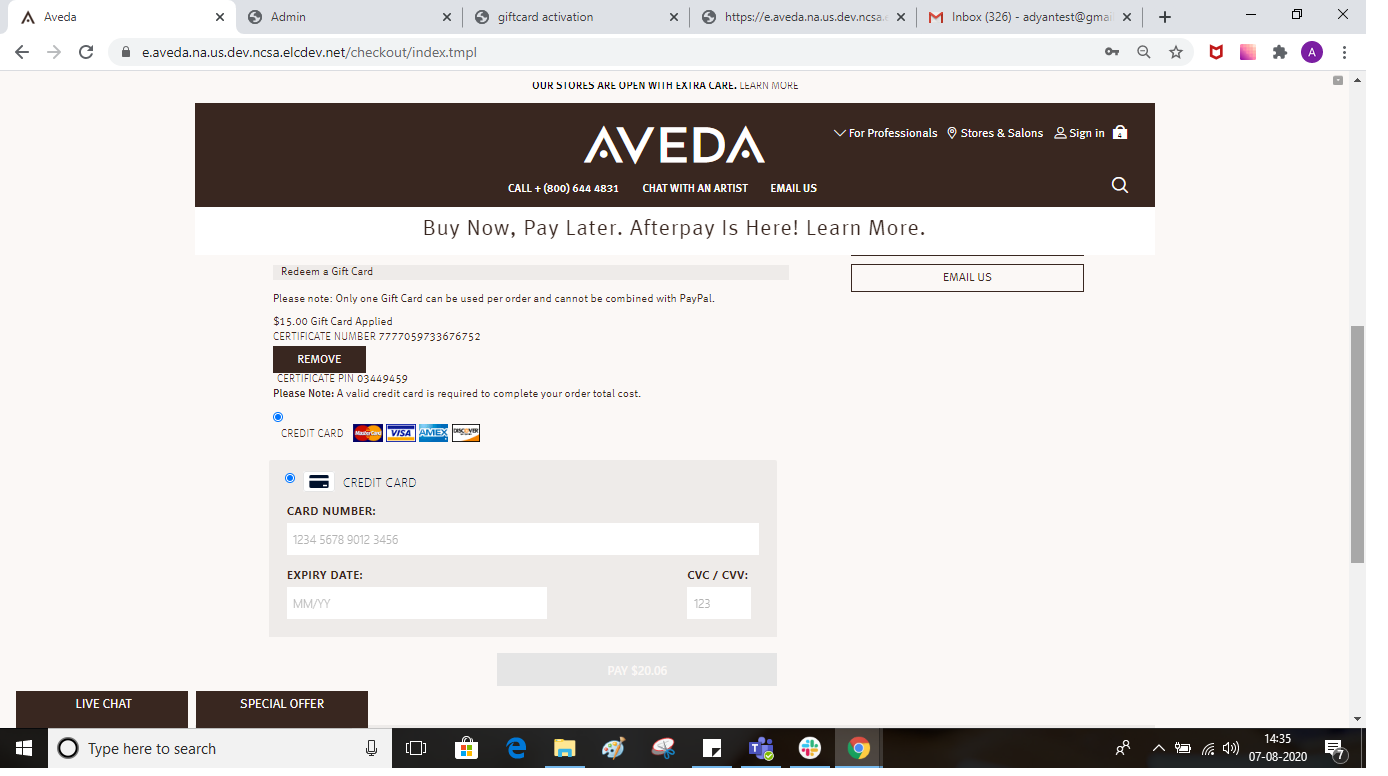 Aveda
Admin
giftcard activation
https://e.aveda.na.us.dev.ncsa.
Inbox (326) - adyantest@gmai
e.aveda.na.us.dev.ncsa.elcdev.net/checkout/index.tmpl
A
OUR STORES ARE OPEN WITH EXTRA CARE. LEARN MORE
AVEDA
For Professionals
Stores & Salons
Sign in
4
CALL + (800) 644 4831
CHAT WITH AN ARTIST
EMAIL US
Buy Now, Pay Later. Afterpay Is Here! Learn More.
Redeem a Gift Card
EMAIL US
Please note: Only one Gift Card can be used per order and cannot be combined with PayPal.
$15.00 Gift Card Applied
CERTIFICATE NUMBER 7777059733676752
REMOVE
CERTIFICATE PIN 03449459
Please Note: A valid credit card is required to complete your order total cost.
CREDIT CARD MasterCard VISA AMEX DISCOVER
CREDIT CARD
CARD NUMBER:
1234 5678 9012 3456
EXPIRY DATE:
CVC / CVV:
MM/YY
123
PAY $20.06
LIVE CHAT
SPECIAL OFFER
Type here to search
14:35
07-08-2020
7